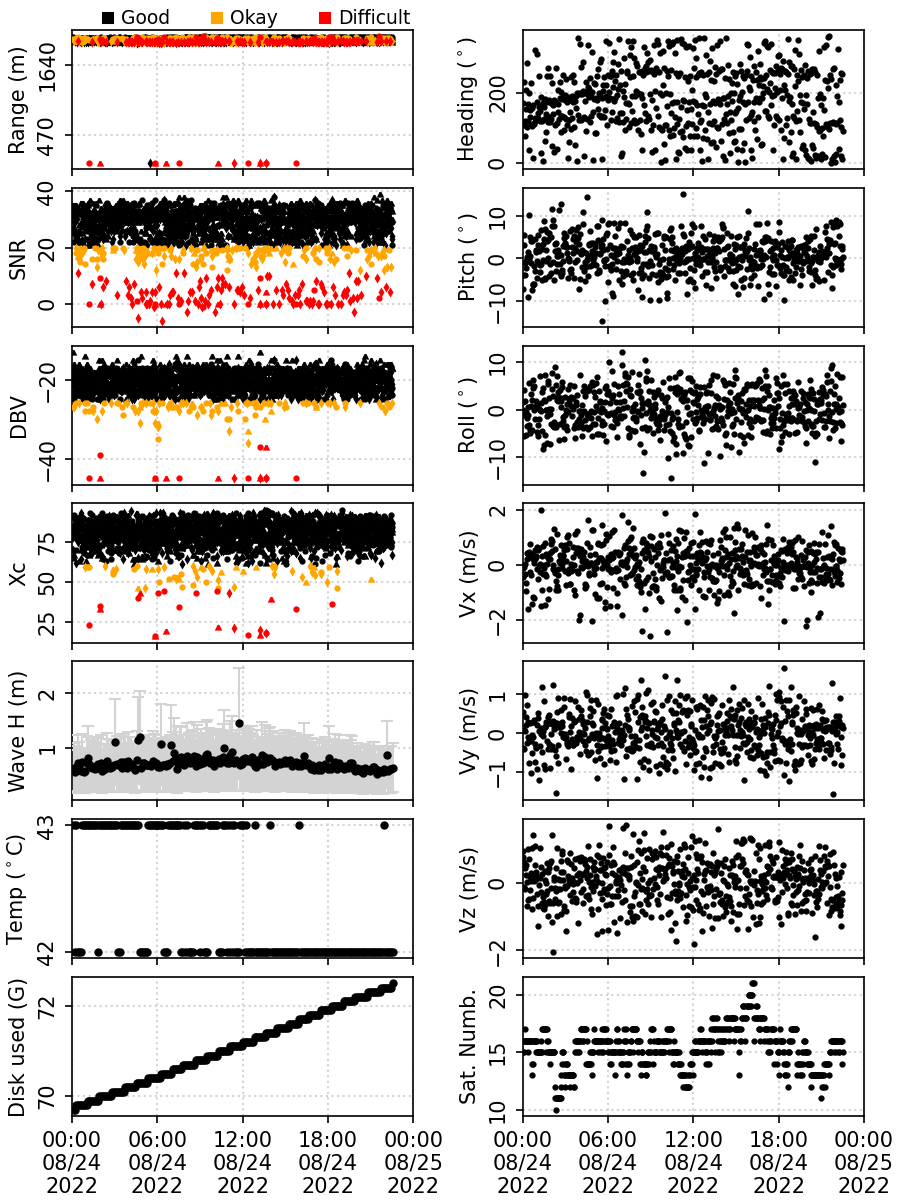 Good Okay Difficult
Range (m)
1640
470
Heading (°)
200
0
SNR
40
20
0
Pitch (°)
10
0
−10
DBV
−20
−40
Roll (°)
10
0
−10
Xc
75
50
25
Vx (m/s)
2
0
−2
Wave H (m)
2
1
Vy (m/s)
1
0
−1
Temp (°C)
43
42
Vz (m/s)
0
−2
Disk used (G)
72
70
Sat. Numb.
20
15
10
00:00 06:00 12:00 18:00 00:00
08/24 08/24 08/24 08/24 08/25
2022 2022 2022 2022 2022
00:00 06:00 12:00 18:00 00:00
08/24 08/24 08/24 08/24 08/25
2022 2022 2022 2022 2022